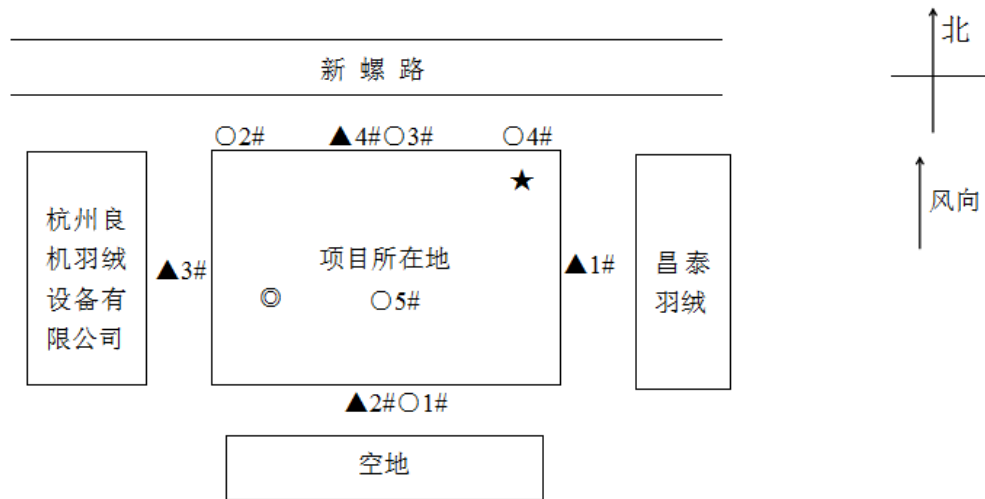 北
新螺路
○2# ▲4#○3# ○4#
★
风向
杭州良
机羽绒
设备有
限公司
▲3#
项目所在地
◎ ○5#
▲1#
昌泰
羽绒
▲2#○1#
空地